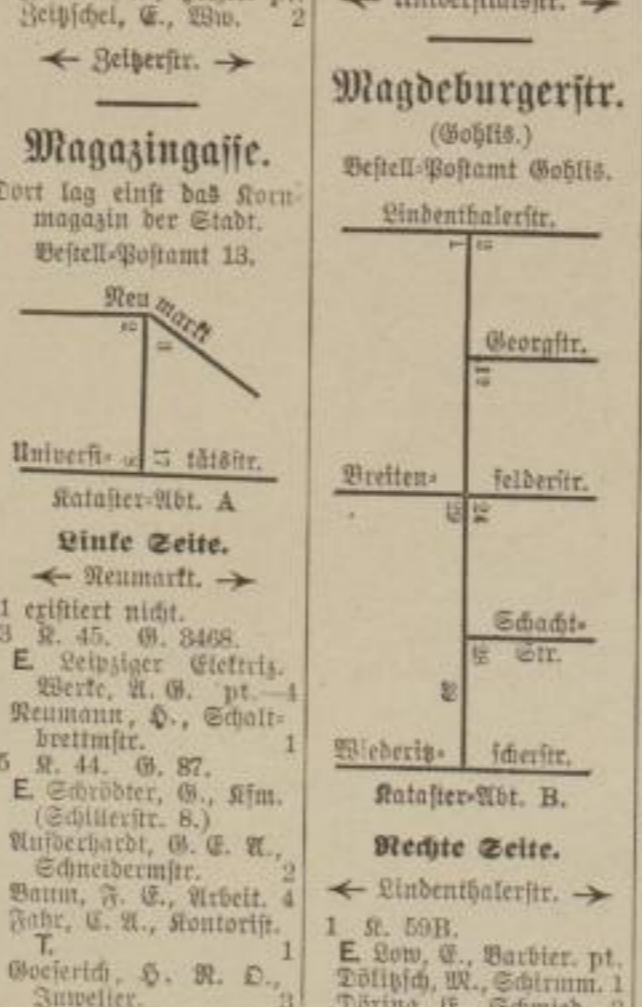 Zeitzschel, E., Ww. 2
← Zeitzerstr. →
Magazingasse.
Dort lag einst das Korn-
magazin der Stadt.
Bestell-Postamt 13.
Neumarkt
Universi- tätsstr.
Kataster-Abt. A
Linke Seite.
← Neumarkt. →
1 existiert nicht.
3 K. 45. G. 3468.
E. Leipziger Elektriz.
Werke, A. G. pt.—4
Neumann, H., Schalt-
brettmstr. 1
5 K. 44. G. 87.
E. Schrödter, G., Kfm.
(Schillerstr. 8.)
Aufderhardt, G. E. A.,
Schneidermstr. 2
Baum, F. E., Arbeit. 4
Fahr, C. A., Kontorist.
T. 1
Goeserich, H. R. O.,
Juwelier. 3
← Universitätsstr. →
Magdeburgerstr.
(Gohlis.)
Bestell-Postamt Gohlis.
Lindenthalerstr.
Georgstr.
Breiten- felderstr.
Schacht-
Str.
Wiederitz- scherstr.
Kataster-Abt. B.
Rechte Seite.
← Lindenthalerstr. →
1 K. 59B.
E. Low, E., Barbier. pt.
Dölitzsch, M., Schirmm. 1